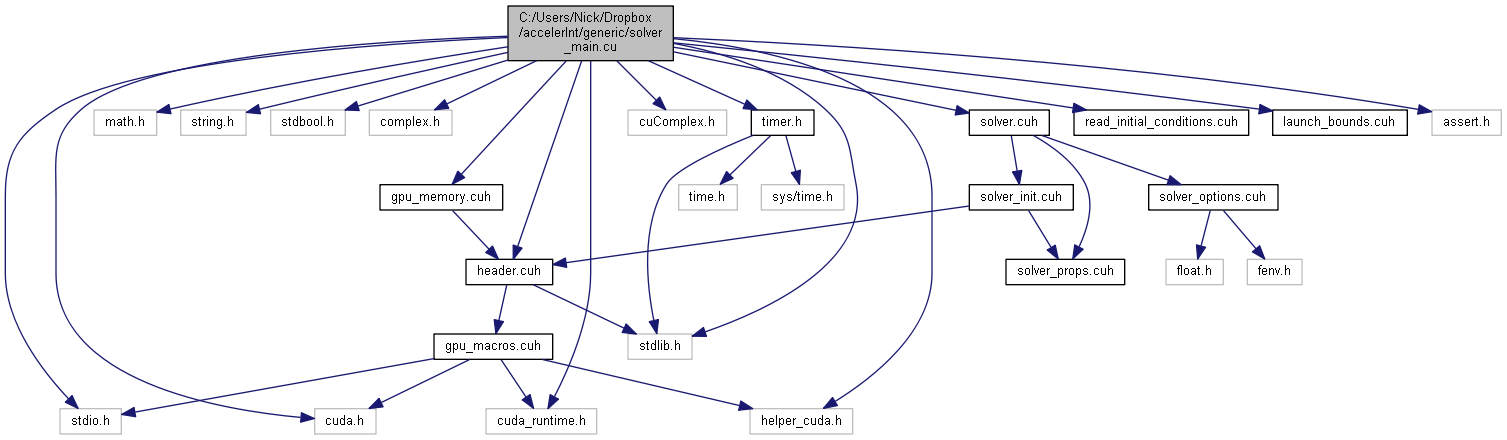 C:/Users/Nick/Dropbox
/accelerInt/generic/solver
_main.cu
math.h
string.h
stdbool.h
complex.h
cuComplex.h
timer.h
solver.cuh
read_initial_conditions.cuh
launch_bounds.cuh
assert.h
gpu_memory.cuh
time.h
sys/time.h
solver_init.cuh
solver_options.cuh
header.cuh
solver_props.cuh
float.h
fenv.h
gpu_macros.cuh
stdlib.h
stdio.h
cuda.h
cuda_runtime.h
helper_cuda.h